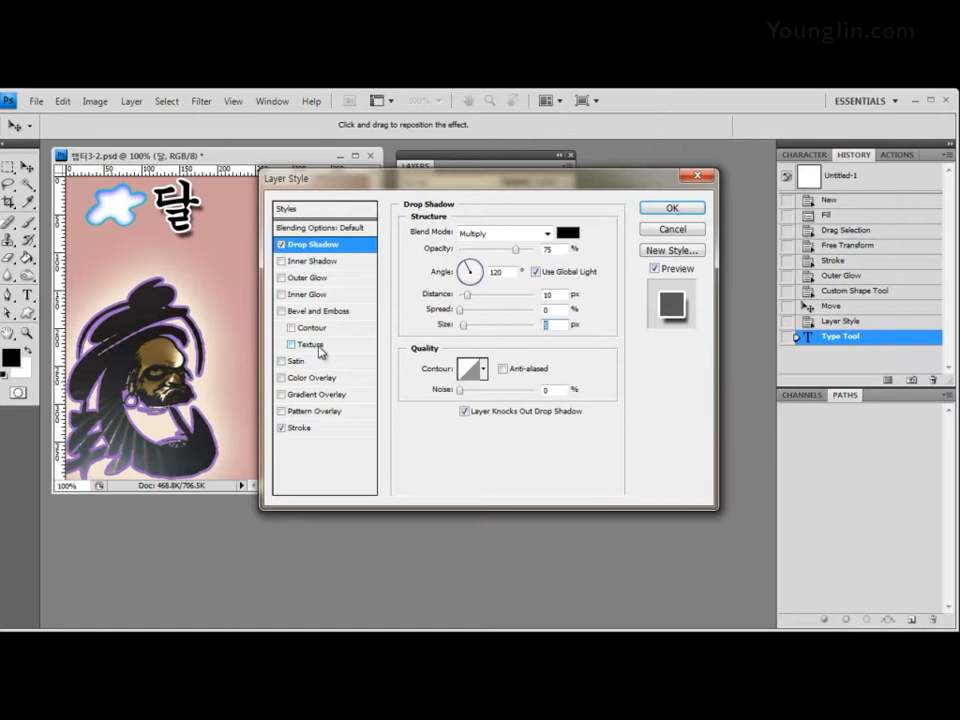 YoungJin.com
Ps File Edit Image Layer Select Filter View Window Help Br 100% ESSENTIALS
Click and drag to reposition the effect.
Ps 챕터3-2.psd @ 100% (달, RGB/8) *
달
100% Doc: 468.8K/706.5K
LAYERS
Layer Style
Styles
Blending Options: Default
Drop Shadow
Inner Shadow
Outer Glow
Inner Glow
Bevel and Emboss
Contour
Texture
Satin
Color Overlay
Gradient Overlay
Pattern Overlay
Stroke
Drop Shadow
Structure
Blend Mode: Multiply
Opacity: 75 %
Angle: 120 ° Use Global Light
Distance: 10 px
Spread: 0 %
Size: px
Quality
Contour: Anti-aliased
Noise: 0 %
Layer Knocks Out Drop Shadow
OK
Cancel
New Style...
Preview
CHARACTER HISTORY ACTIONS
Untitled-1
New
Fill
Drag Selection
Free Transform
Stroke
Outer Glow
Custom Shape Tool
Move
Layer Style
Type Tool
CHANNELS PATHS